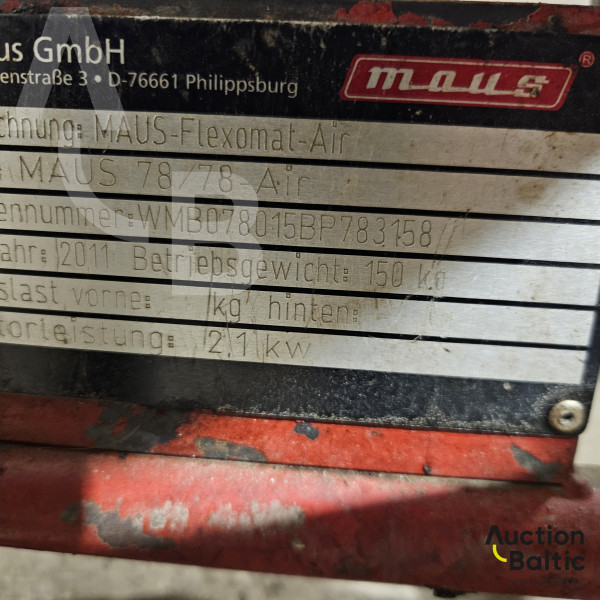 us GmbH
enstraße 3 • D-76661 Philippsburg
maus ®
chnung: MAUS-Flexomat-Air
: MAUS 78/78-Air
ennummer: WMB078015BP783158
ahr: 2011 Betriebsgewicht: 150 kg
slast vorne: kg hinten:
torleistung: 2,1 kw
Auction
Baltic